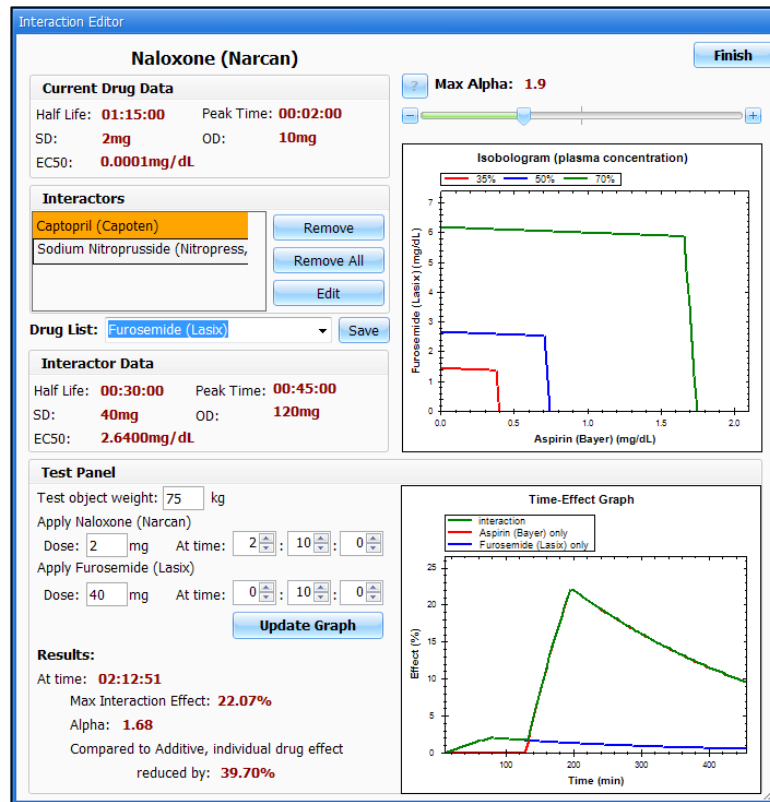 Interaction Editor
Naloxone (Narcan)
Finish
Current Drug Data
Half Life: 01:15:00 Peak Time: 00:02:00
SD: 2mg OD: 10mg
EC50: 0.0001mg/dL
? Max Alpha: 1.9
Interactors
Captopril (Capoten)
Sodium Nitroprusside (Nitropress,
Remove
Remove All
Edit
Drug List: Furosemide (Lasix) Save
Interactor Data
Half Life: 00:30:00 Peak Time: 00:45:00
SD: 40mg OD: 120mg
EC50: 2.6400mg/dL
Isobologram (plasma concentration)
35% 50% 70%
Furosemide (Lasix) (mg/dL)
7
6
5
4
3
2
1
0
0.0 0.5 1.0 1.5 2.0
Aspirin (Bayer) (mg/dL)
Test Panel
Test object weight: 75 kg
Apply Naloxone (Narcan)
Dose: 2 mg At time: 2 : 10 : 0
Apply Furosemide (Lasix)
Dose: 40 mg At time: 0 : 10 : 0
Update Graph
Results:
At time: 02:12:51
Max Interaction Effect: 22.07%
Alpha: 1.68
Compared to Additive, individual drug effect
reduced by: 39.70%
Time-Effect Graph
interaction
Aspirin (Bayer) only
Furosemide (Lasix) only
Effect (%)
25
20
15
10
5
0
100 200 300 400
Time (min)